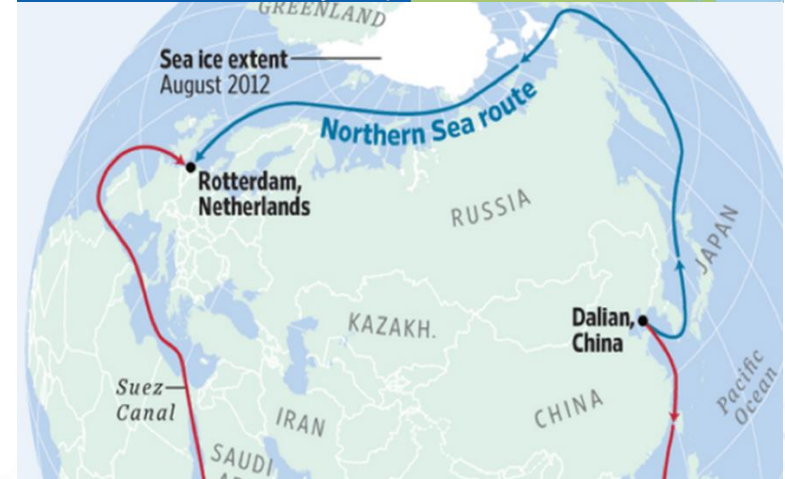 GREENLAND
Sea ice extent
August 2012
Northern Sea route
Rotterdam,
Netherlands
RUSSIA
JAPAN
KAZAKH.
Dalian,
China
Pacific
Ocean
Suez
Canal
IRAN
CHINA
SAUDI